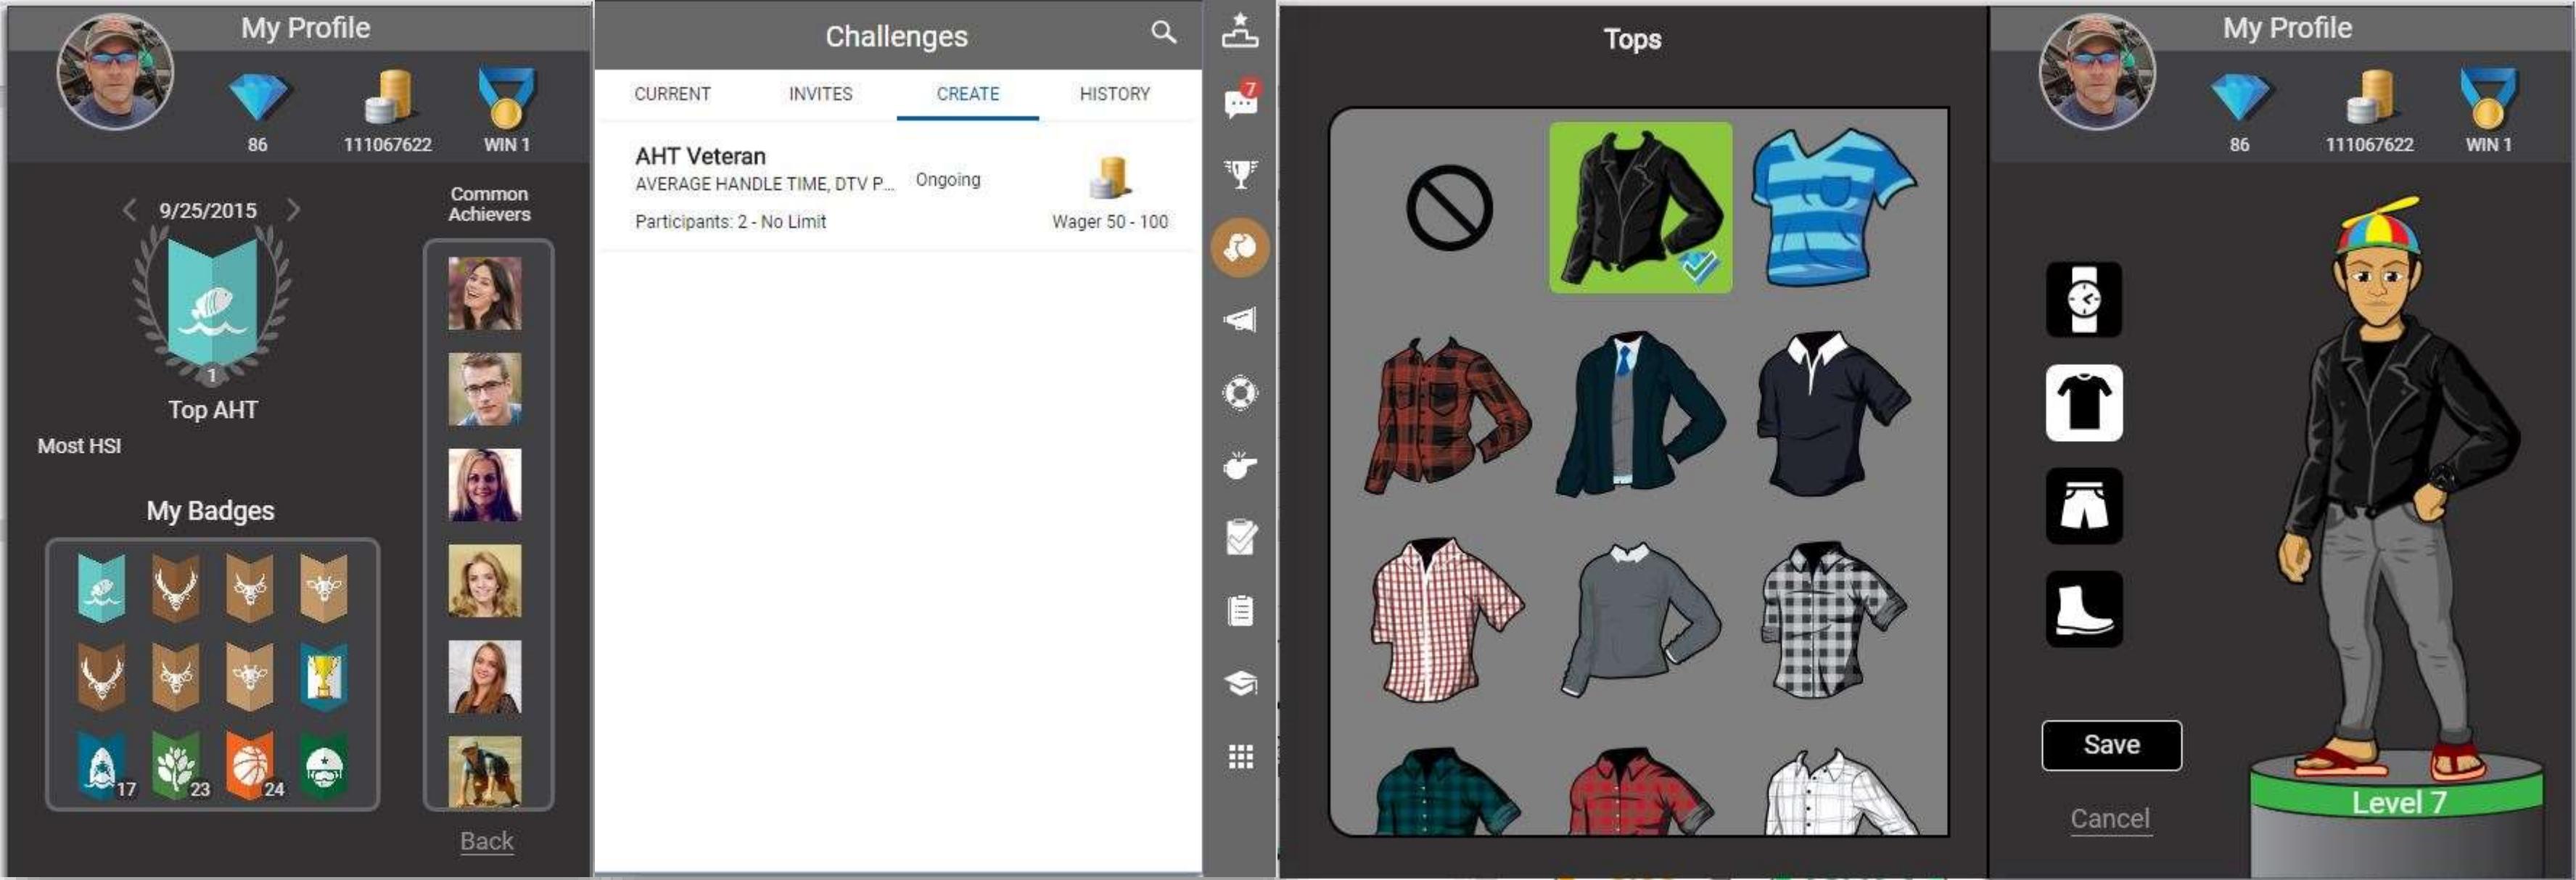 My Profile
86
111067622
WIN 1
9/25/2015
1
Top AHT
Most HSI
Common
Achievers
My Badges
17
23
24
Back
Challenges
CURRENT
INVITES
CREATE
HISTORY
AHT Veteran
AVERAGE HANDLE TIME, DTV P...
Ongoing
Participants: 2 - No Limit
Wager 50 - 100
7
Tops
My Profile
86
111067622
WIN 1
Save
Cancel
Level 7